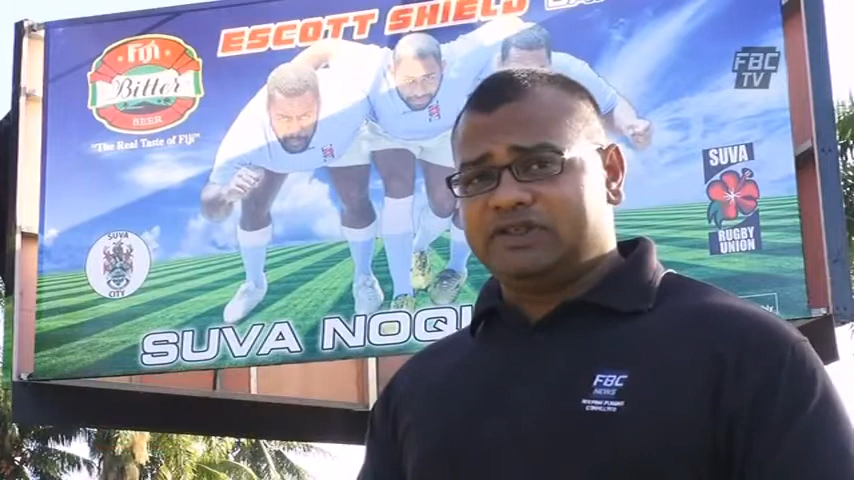 ESCOTT SHIELD
FBC
TV
Fiji
Bitter
BEER
"The Real Taste of Fiji"
SUVA
RUGBY
UNION
SUVA
CITY
SUVA, NOQU
FBC
NEWS